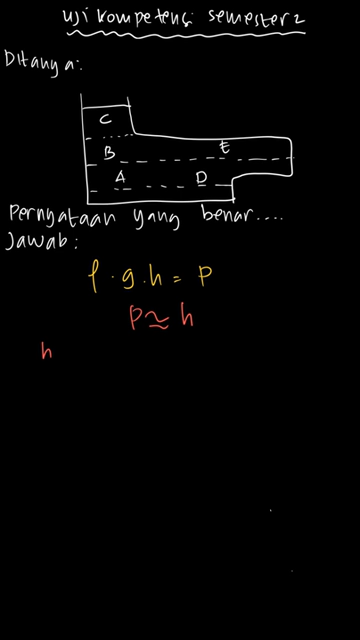 uji kompetensi semester 2
Ditanya:
C
B E
A D
Pernyataan yang benar....
Jawab:
ρ . g . h = p
p ≃ h
h